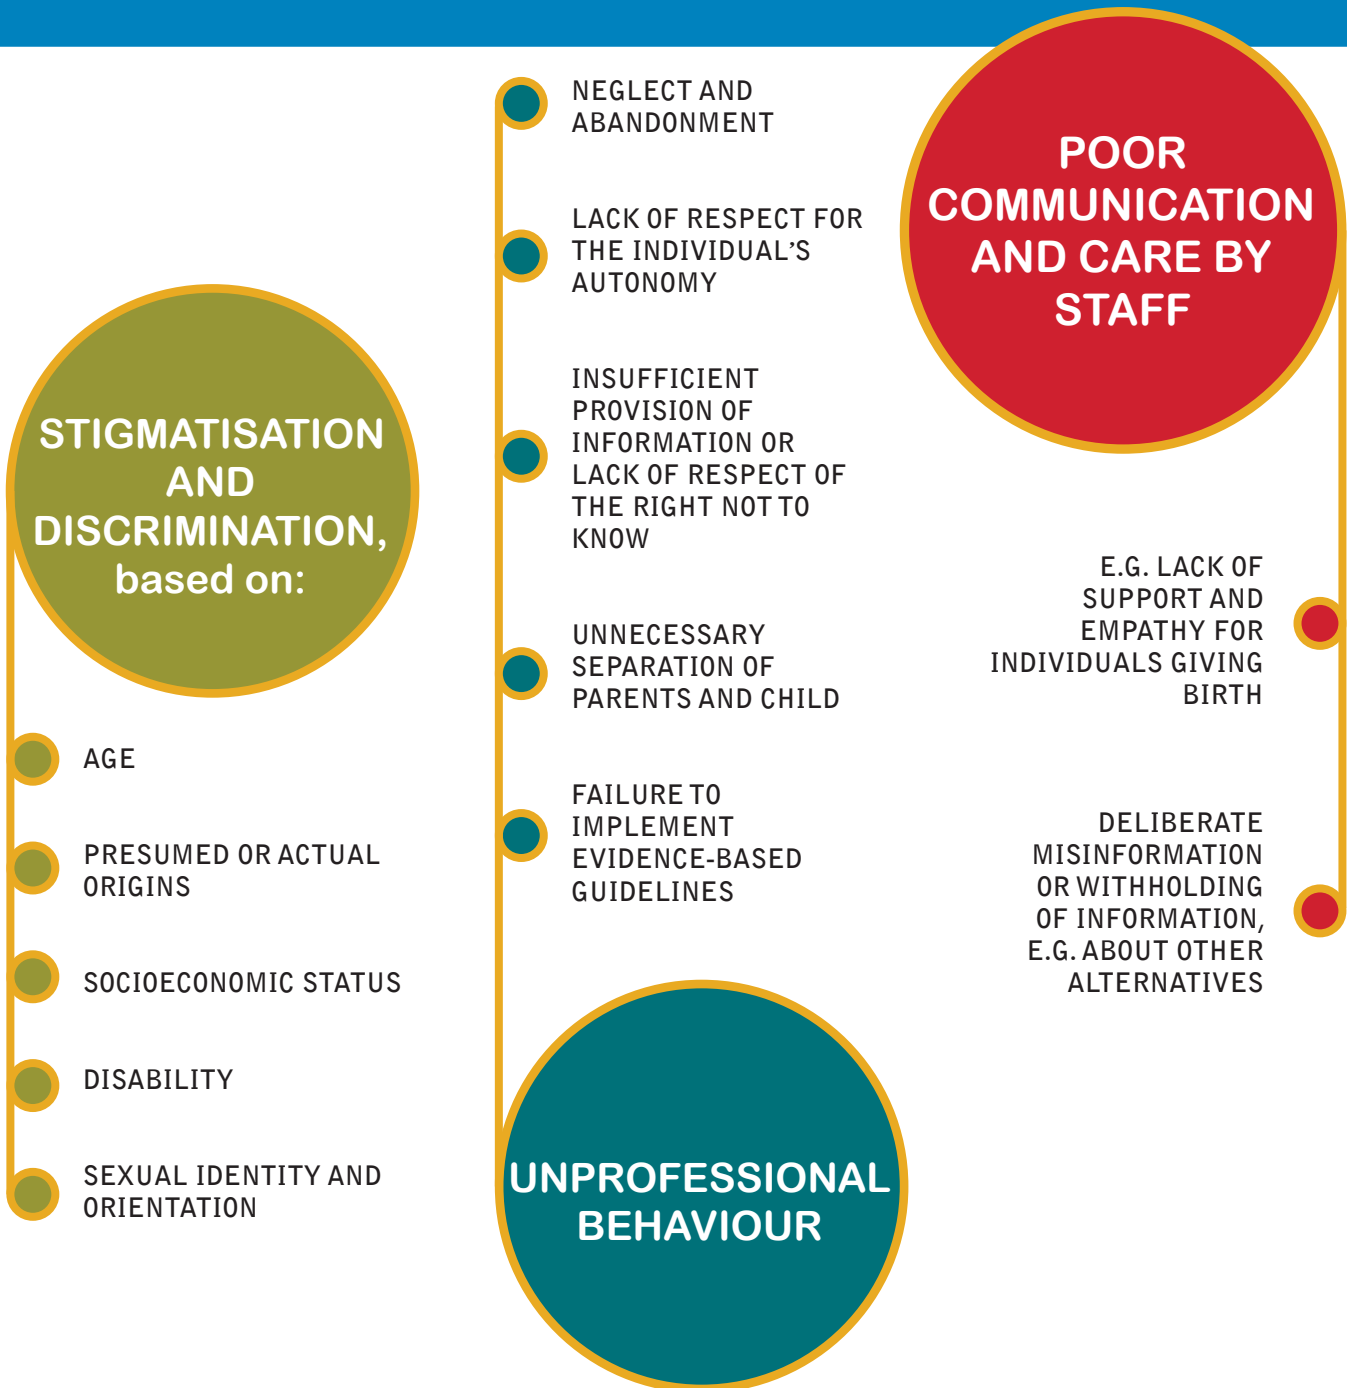 STIGMATISATION
AND
DISCRIMINATION,
based on:
AGE
PRESUMED OR ACTUAL
ORIGINS
SOCIOECONOMIC STATUS
DISABILITY
SEXUAL IDENTITY AND
ORIENTATION
NEGLECT AND
ABANDONMENT
LACK OF RESPECT FOR
THE INDIVIDUAL'S
AUTONOMY
INSUFFICIENT
PROVISION OF
INFORMATION OR
LACK OF RESPECT OF
THE RIGHT NOT TO
KNOW
UNNECESSARY
SEPARATION OF
PARENTS AND CHILD
FAILURE TO
IMPLEMENT
EVIDENCE-BASED
GUIDELINES
UNPROFESSIONAL
BEHAVIOUR
POOR
COMMUNICATION
AND CARE BY
STAFF
E.G. LACK OF
SUPPORT AND
EMPATHY FOR
INDIVIDUALS GIVING
BIRTH
DELIBERATE
MISINFORMATION
OR WITHHOLDING
OF INFORMATION,
E.G. ABOUT OTHER
ALTERNATIVES